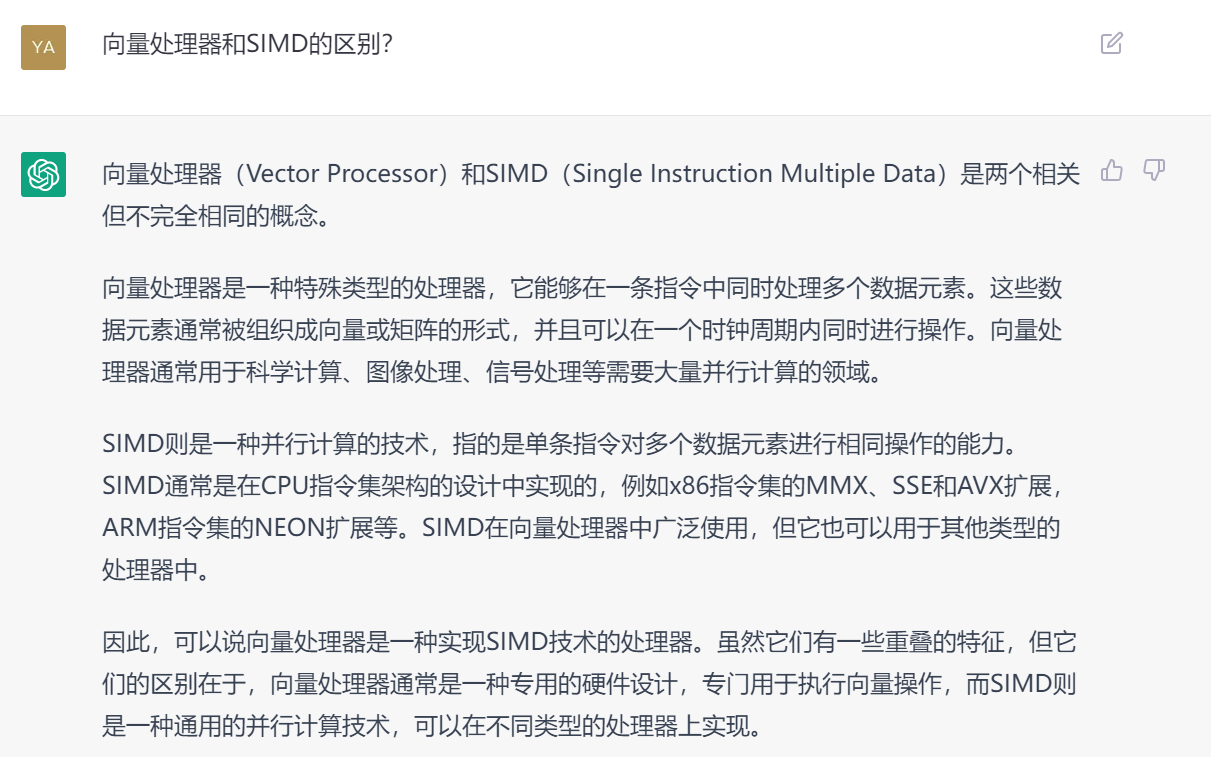 YA
向量处理器和SIMD的区别？
向量处理器（Vector Processor）和SIMD（Single Instruction Multiple Data）是两个相关
但不完全相同的概念。
向量处理器是一种特殊类型的处理器，它能够在一条指令中同时处理多个数据元素。这些数
据元素通常被组织成向量或矩阵的形式，并且可以在一个时钟周期内同时进行操作。向量处
理器通常用于科学计算、图像处理、信号处理等需要大量并行计算的领域。
SIMD则是一种并行计算的技术，指的是单条指令对多个数据元素进行相同操作的能力。
SIMD通常是在CPU指令集架构的设计中实现的，例如x86指令集的MMX、SSE和AVX扩展，
ARM指令集的NEON扩展等。SIMD在向量处理器中广泛使用，但它也可以用于其他类型的
处理器中。
因此，可以说向量处理器是一种实现SIMD技术的处理器。虽然它们有一些重叠的特征，但它
们的区别在于，向量处理器通常是一种专用的硬件设计，专门用于执行向量操作，而SIMD则
是一种通用的并行计算技术，可以在不同类型的处理器上实现。